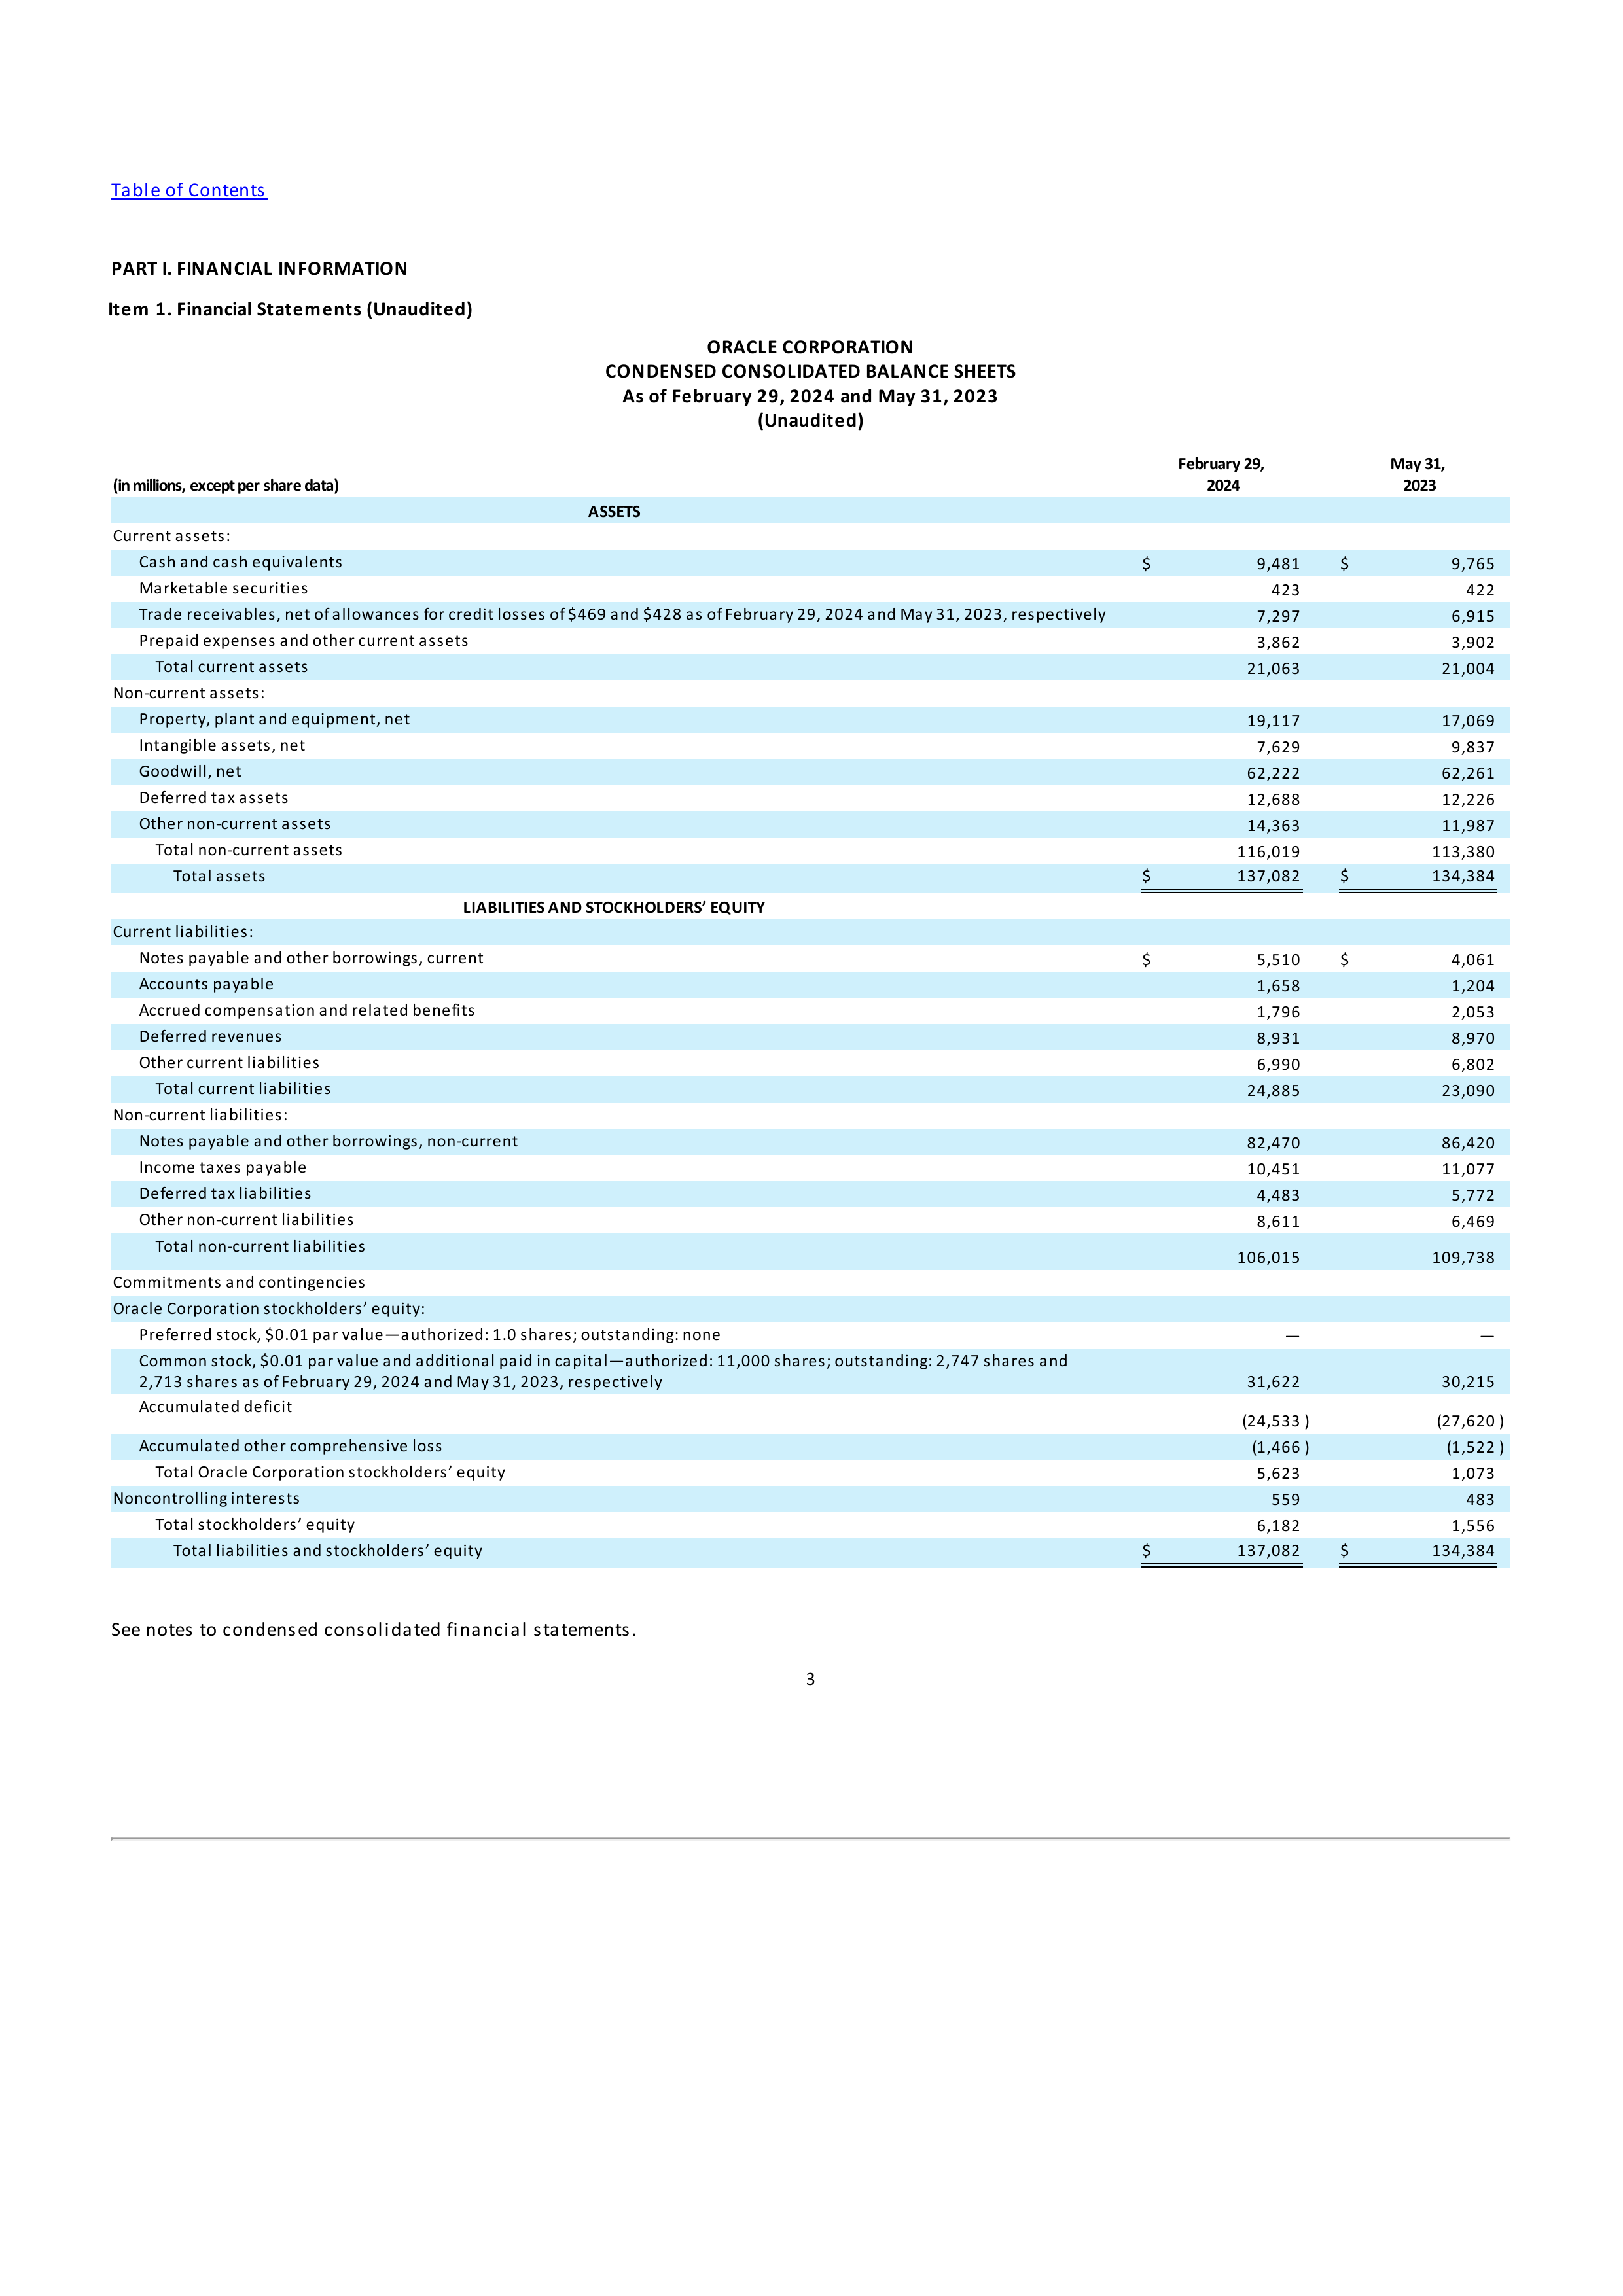 Table of Contents
PART I. FINANCIAL INFORMATION
Item 1. Financial Statements (Unaudited)
ORACLE CORPORATION
CONDENSED CONSOLIDATED BALANCE SHEETS
As of February 29, 2024 and May 31, 2023
(Unaudited)
February 29, May 31,
(in millions, except per share data) 2024 2023
ASSETS
Current assets:
Cash and cash equivalents $ 9,481 $ 9,765
Marketable securities 423 422
Trade receivables, net of allowances for credit losses of $469 and $428 as of February 29, 2024 and May 31, 2023, respectively 7,297 6,915
Prepaid expenses and other current assets 3,862 3,902
Total current assets 21,063 21,004
Non-current assets:
Property, plant and equipment, net 19,117 17,069
Intangible assets, net 7,629 9,837
Goodwill, net 62,222 62,261
Deferred tax assets 12,688 12,226
Other non-current assets 14,363 11,987
Total non-current assets 116,019 113,380
Total assets $ 137,082 $ 134,384
LIABILITIES AND STOCKHOLDERS’ EQUITY
Current liabilities:
Notes payable and other borrowings, current $ 5,510 $ 4,061
Accounts payable 1,658 1,204
Accrued compensation and related benefits 1,796 2,053
Deferred revenues 8,931 8,970
Other current liabilities 6,990 6,802
Total current liabilities 24,885 23,090
Non-current liabilities:
Notes payable and other borrowings, non-current 82,470 86,420
Income taxes payable 10,451 11,077
Deferred tax liabilities 4,483 5,772
Other non-current liabilities 8,611 6,469
Total non-current liabilities 106,015 109,738
Commitments and contingencies
Oracle Corporation stockholders’ equity:
Preferred stock, $0.01 par value—authorized: 1.0 shares; outstanding: none — —
Common stock, $0.01 par value and additional paid in capital—authorized: 11,000 shares; outstanding: 2,747 shares and
2,713 shares as of February 29, 2024 and May 31, 2023, respectively 31,622 30,215
Accumulated deficit (24,533 ) (27,620 )
Accumulated other comprehensive loss (1,466 ) (1,522 )
Total Oracle Corporation stockholders’ equity 5,623 1,073
Noncontrolling interests 559 483
Total stockholders’ equity 6,182 1,556
Total liabilities and stockholders’ equity $ 137,082 $ 134,384
See notes to condensed consolidated financial statements.
3